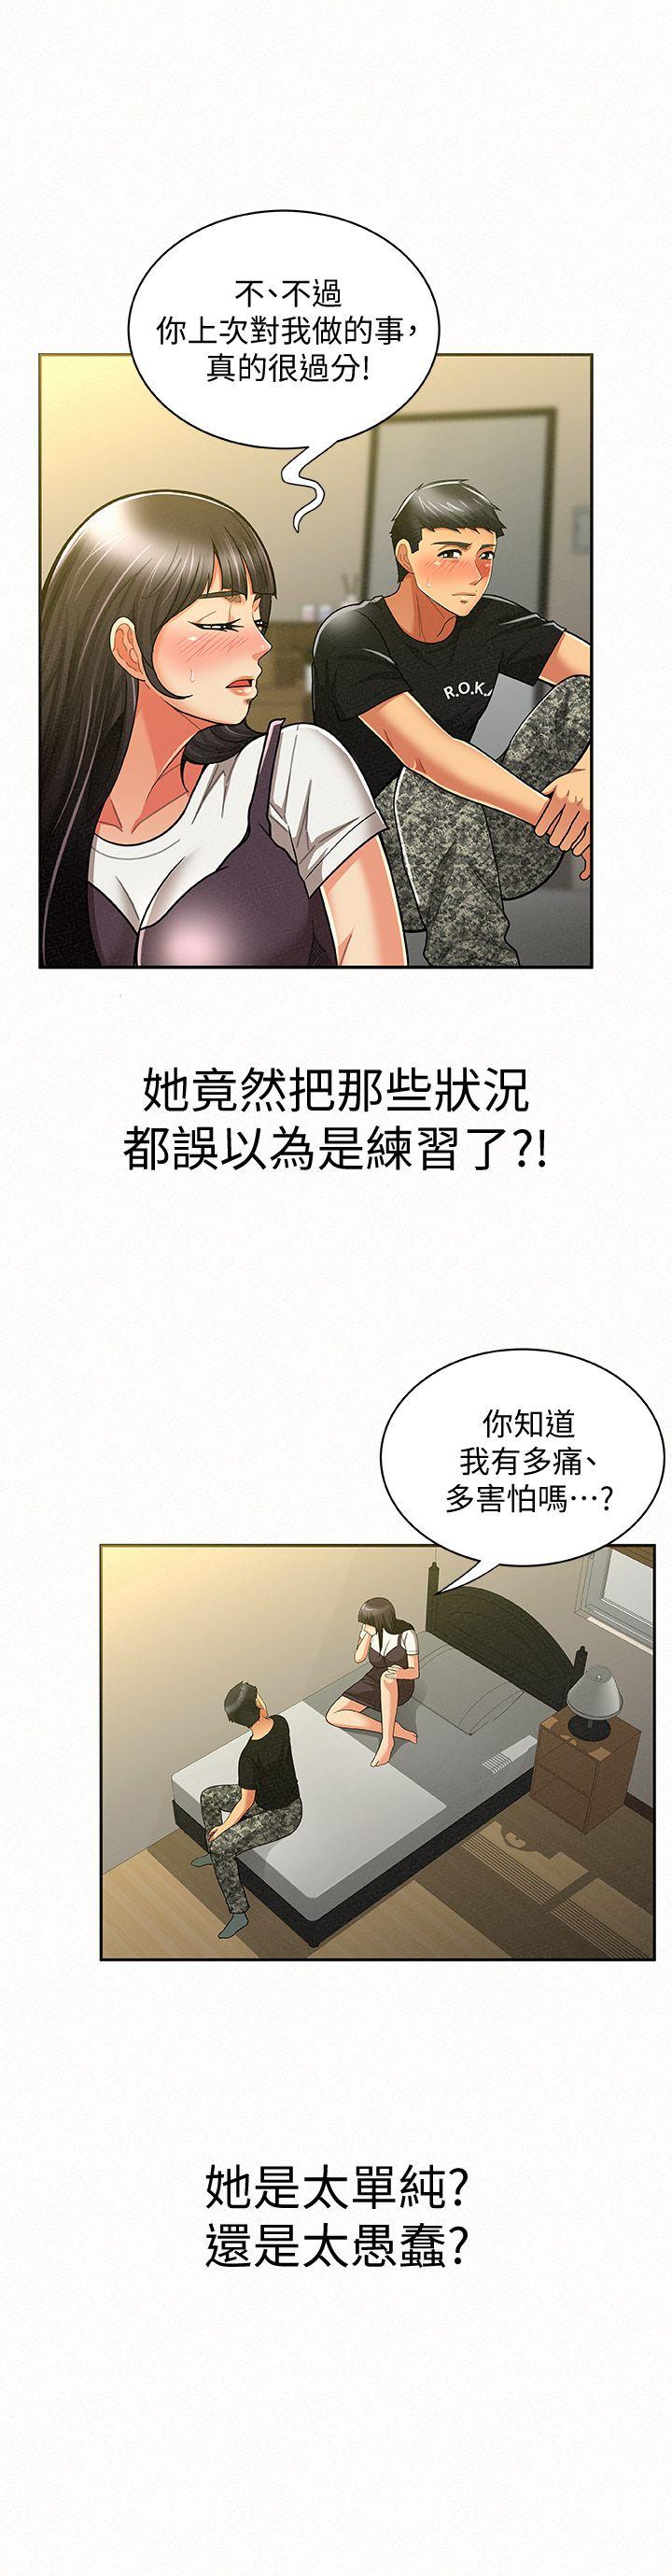 不、不過
你上次對我做的事，
真的很過分!
R.O.K.
她竟然把那些狀況
都誤以為是練習了?!
你知道
我有多痛、
多害怕嗎…?
她是太單純?
還是太愚蠢?